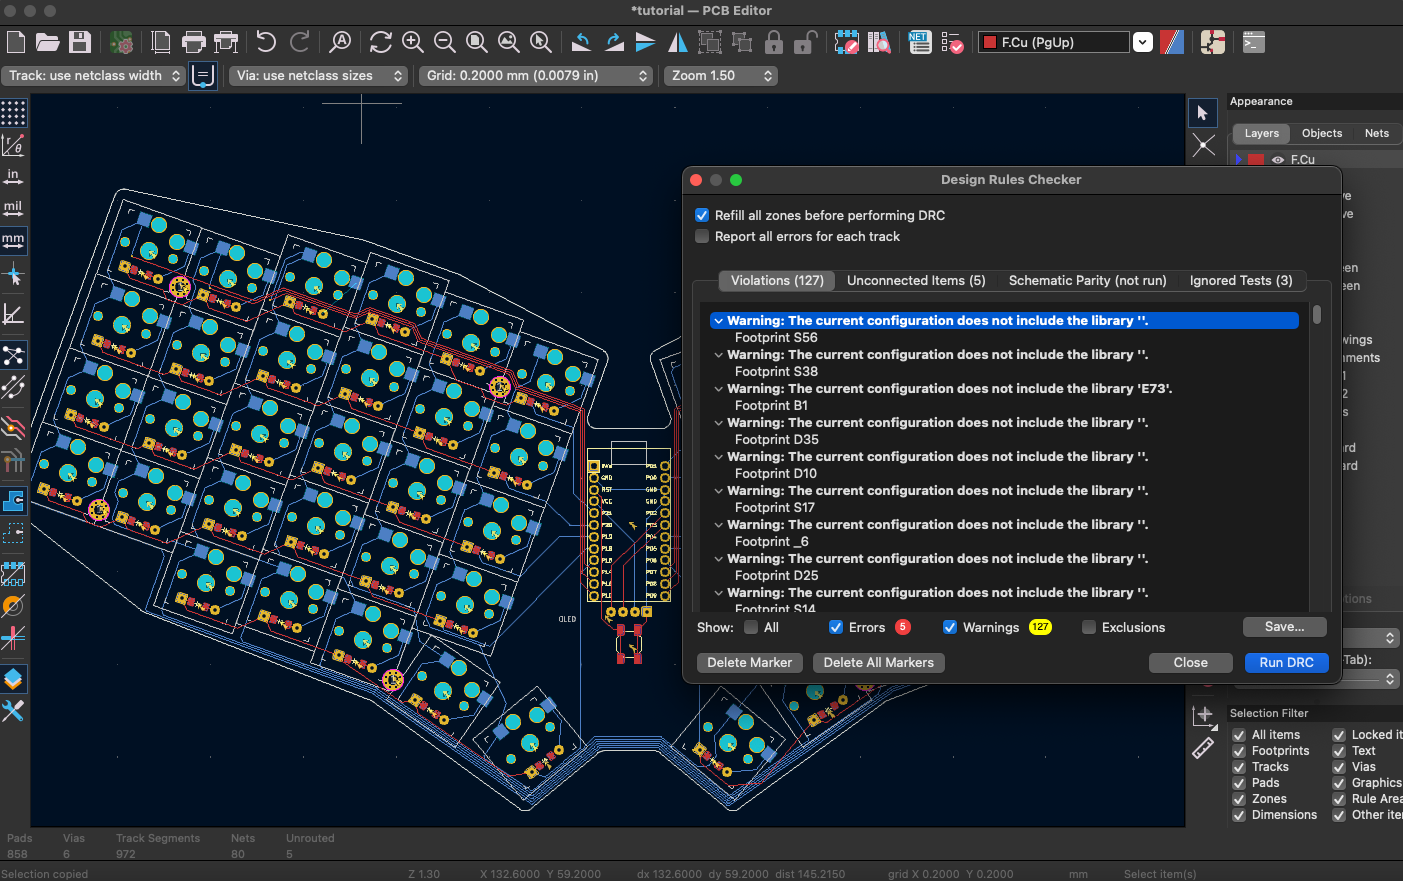 *tutorial — PCB Editor
F.Cu (PgUp)
NET
Track: use netclass width
Via: use netclass sizes
Grid: 0.2000 mm (0.0079 in)
Zoom 1.50
in
mil
mm
Appearance
Layers
Objects
Nets
F.Cu
Design Rules Checker
Refill all zones before performing DRC
Report all errors for each track
Violations (127)
Unconnected Items (5)
Schematic Parity (not run)
Ignored Tests (3)
Warning: The current configuration does not include the library ''.
Footprint S56
Warning: The current configuration does not include the library ''.
Footprint S38
Warning: The current configuration does not include the library 'E73'.
Footprint B1
Warning: The current configuration does not include the library ''.
Footprint D35
Warning: The current configuration does not include the library ''.
Footprint D10
Warning: The current configuration does not include the library ''.
Footprint S17
Warning: The current configuration does not include the library ''.
Footprint _6
Warning: The current configuration does not include the library ''.
Footprint D25
Warning: The current configuration does not include the library ''.
Footprint S14
Show:
All
Errors
5
Warnings
127
Exclusions
Save...
Delete Marker
Delete All Markers
Close
Run DRC
-Tab):
OLED
Selection Filter
All items
Locked it
Footprints
Text
Tracks
Vias
Pads
Graphics
Zones
Rule Area
Dimensions
Other iter
Pads
Vias
Track Segments
Nets
Unrouted
858
6
972
80
5
Selection copied
Z 1.30
X 132.6000 Y 59.2000
dx 132.6000 dy 59.2000 dist 145.2150
grid X 0.2000 Y 0.2000
mm
Select item(s)